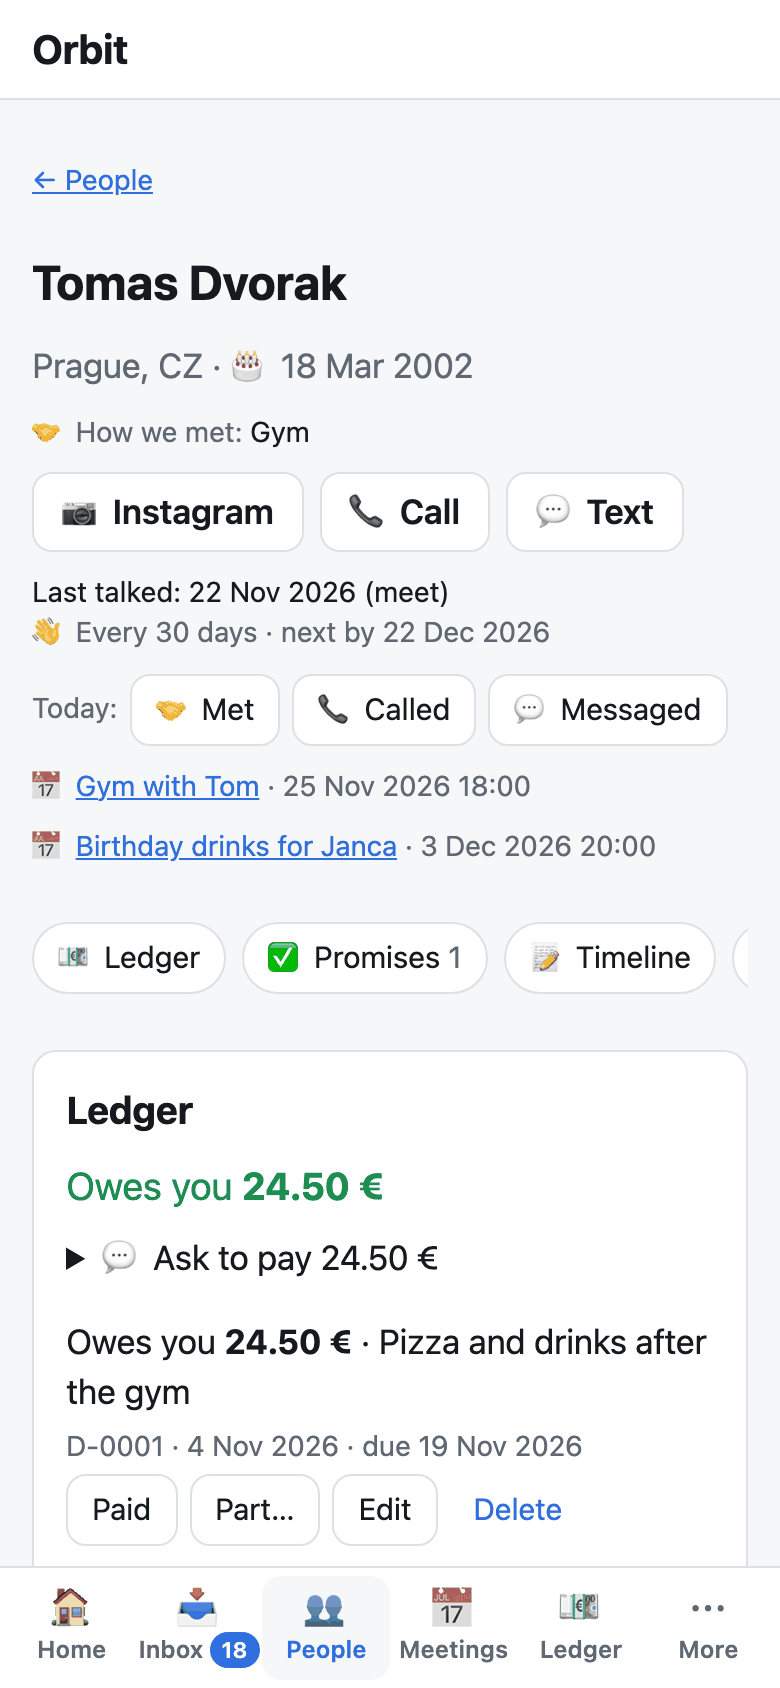 Orbit
← People
Tomas Dvorak
Prague, CZ · 🎂 18 Mar 2002
🤝 How we met: Gym
📷 Instagram
📞 Call
💬 Text
Last talked: 22 Nov 2026 (meet)
👋 Every 30 days · next by 22 Dec 2026
Today: 🤝 Met 📞 Called 💬 Messaged
📅 Gym with Tom · 25 Nov 2026 18:00
📅 Birthday drinks for Janca · 3 Dec 2026 20:00
💶 Ledger ✅ Promises 1 📝 Timeline
Ledger
Owes you 24.50 €
▶ 💬 Ask to pay 24.50 €
Owes you 24.50 € · Pizza and drinks after
the gym
D-0001 · 4 Nov 2026 · due 19 Nov 2026
Paid Part... Edit Delete
Home Inbox 18 People Meetings Ledger More